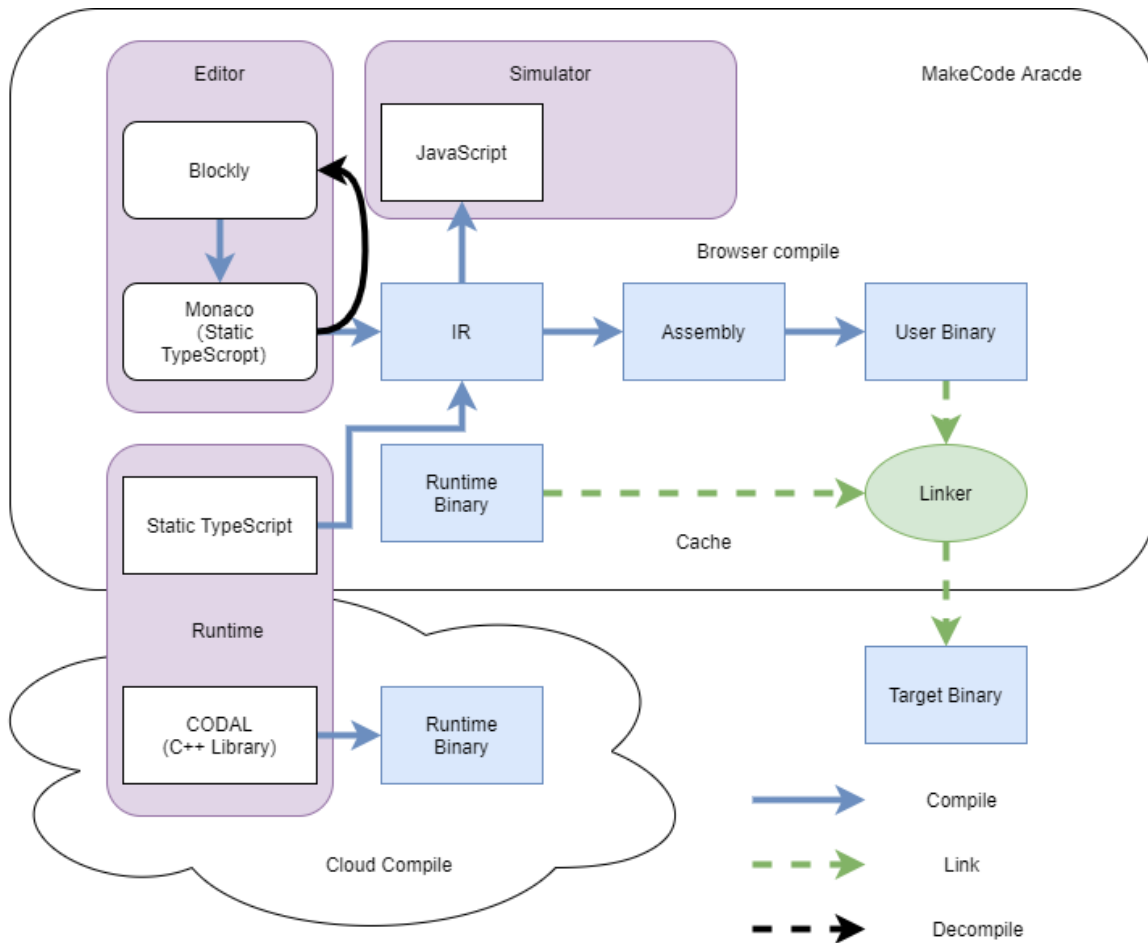 Editor
Simulator
MakeCode Aracde
Blockly
JavaScript
Browser compile
Monaco
(Static
TypeScropt)
IR
Assembly
User Binary
Static TypeScript
Runtime
Binary
Linker
Cache
Runtime
Target Binary
CODAL
(C++ Library)
Runtime
Binary
Compile
Cloud Compile
Link
Decompile